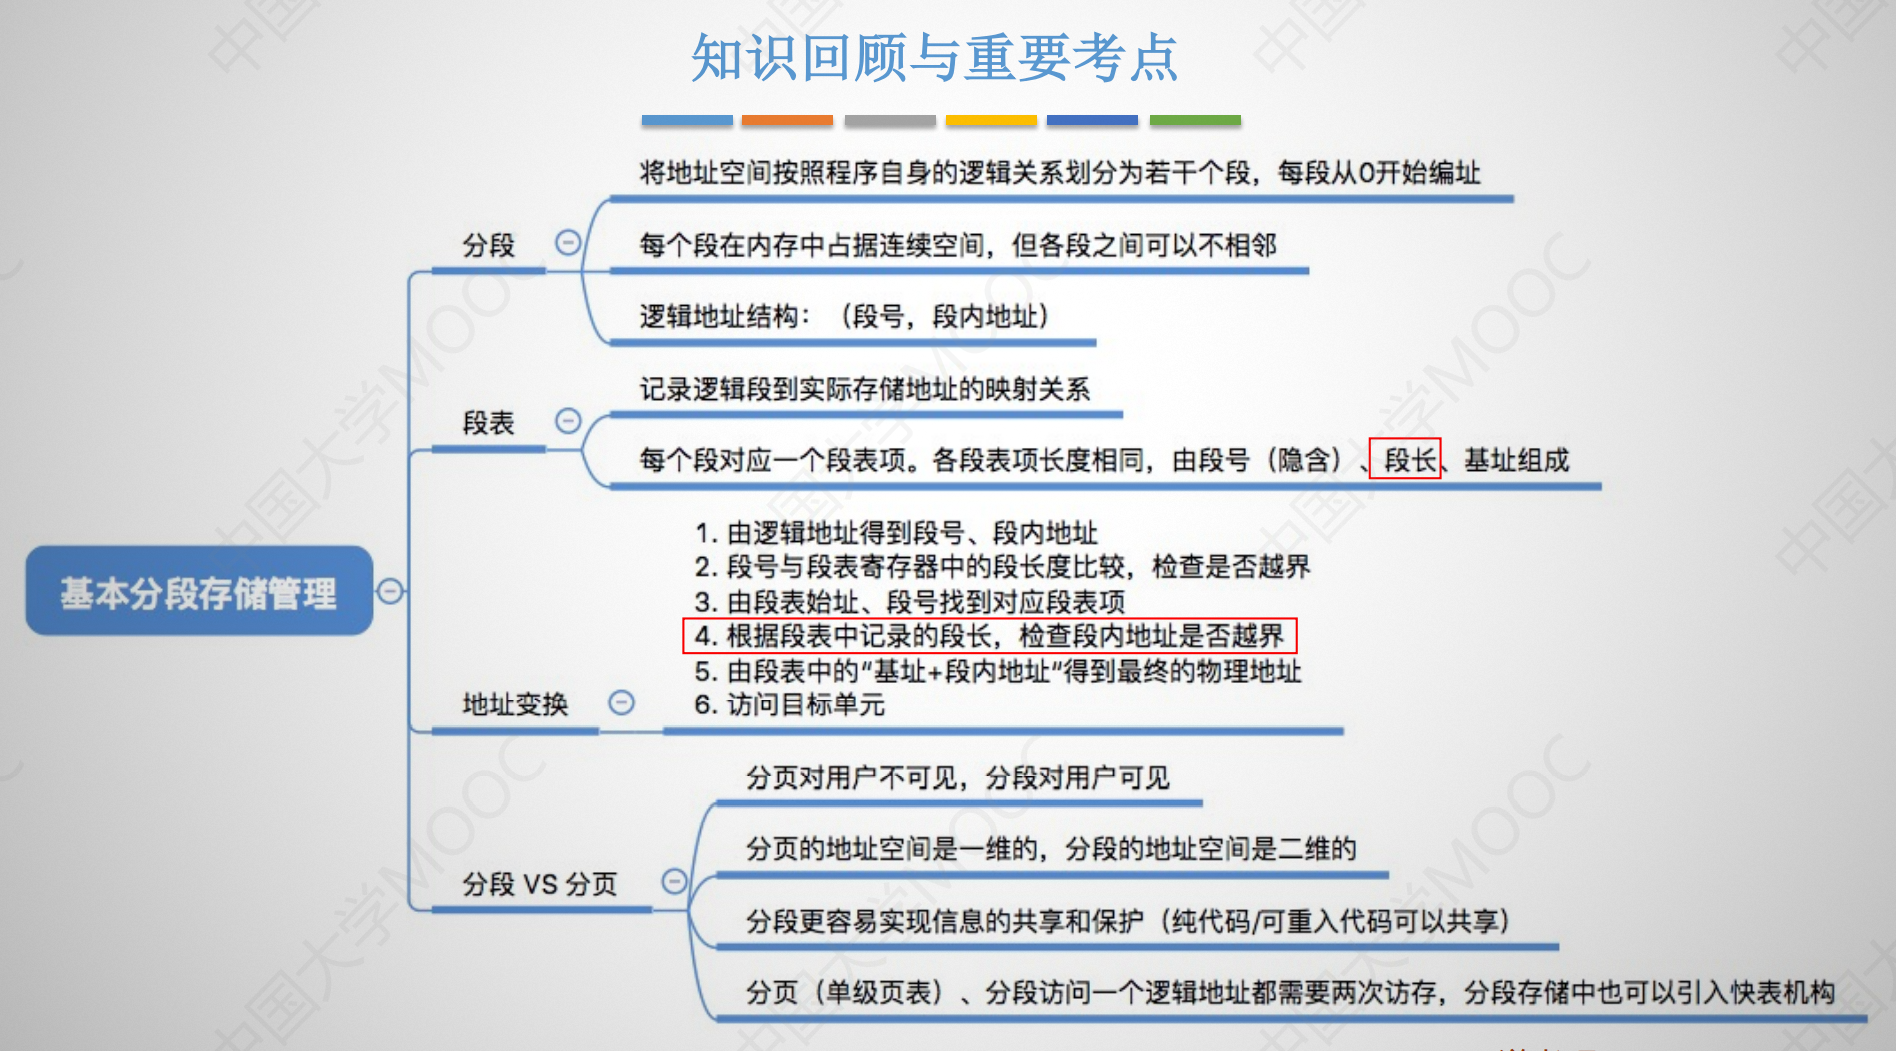 知识回顾与重要考点
将地址空间按照程序自身的逻辑关系划分为若干个段，每段从0开始编址
分段
每个段在内存中占据连续空间，但各段之间可以不相邻
逻辑地址结构：（段号，段内地址）
记录逻辑段到实际存储地址的映射关系
段表
每个段对应一个段表项。各段表项长度相同，由段号（隐含）、段长、基址组成
基本分段存储管理
1. 由逻辑地址得到段号、段内地址
2. 段号与段表寄存器中的段长度比较，检查是否越界
3. 由段表始址、段号找到对应段表项
4. 根据段表中记录的段长，检查段内地址是否越界
5. 由段表中的“基址+段内地址”得到最终的物理地址
6. 访问目标单元
地址变换
分页对用户不可见，分段对用户可见
分页的地址空间是一维的，分段的地址空间是二维的
分段 VS 分页
分段更容易实现信息的共享和保护（纯代码/可重入代码可以共享）
分页（单级页表）、分段访问一个逻辑地址都需要两次访存，分段存储中也可以引入快表机构
中国大学MOOC